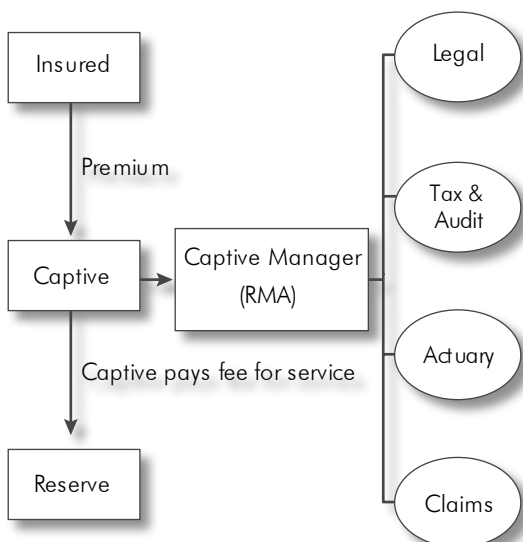 Insured
Premium
Captive
Captive Manager
(RMA)
Captive pays fee for service
Reserve
Legal
Tax &
Audit
Actuary
Claims